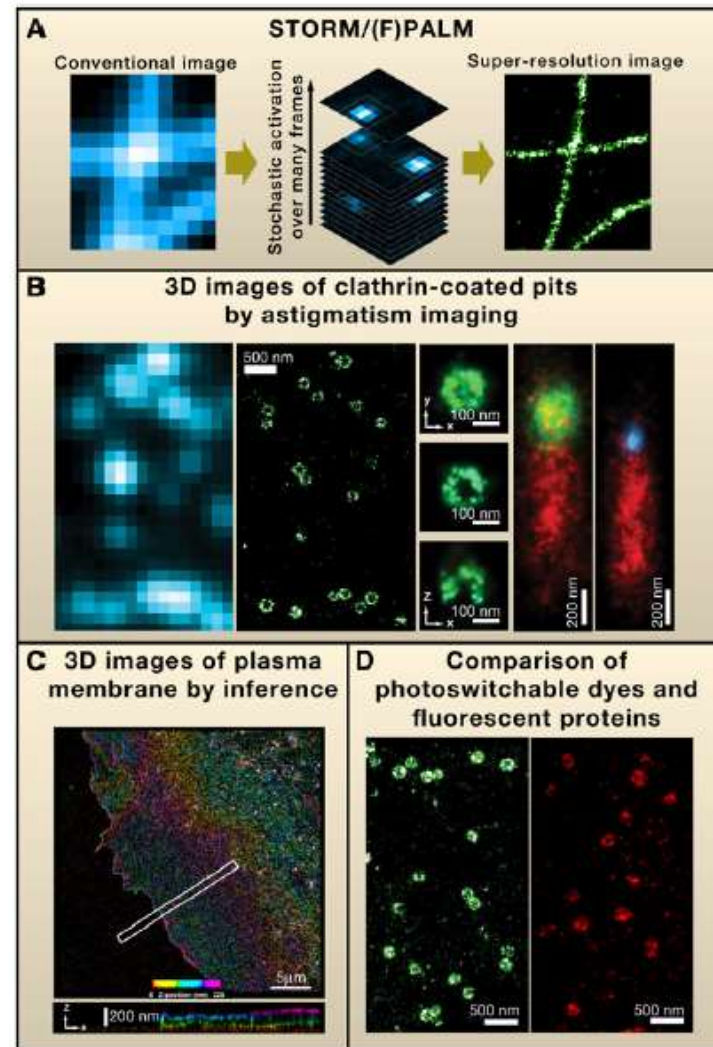 A
STORM/(F)PALM
Conventional image
Stochastic activation
over many frames
Super-resolution image
B
3D images of clathrin-coated pits
by astigmatism imaging
500 nm
y
x
100 nm
100 nm
z
x
100 nm
200 nm
200 nm
C
3D images of plasma
membrane by inference
5µm
z
x
200 nm
D
Comparison of
photoswitchable dyes and
fluorescent proteins
500 nm
500 nm